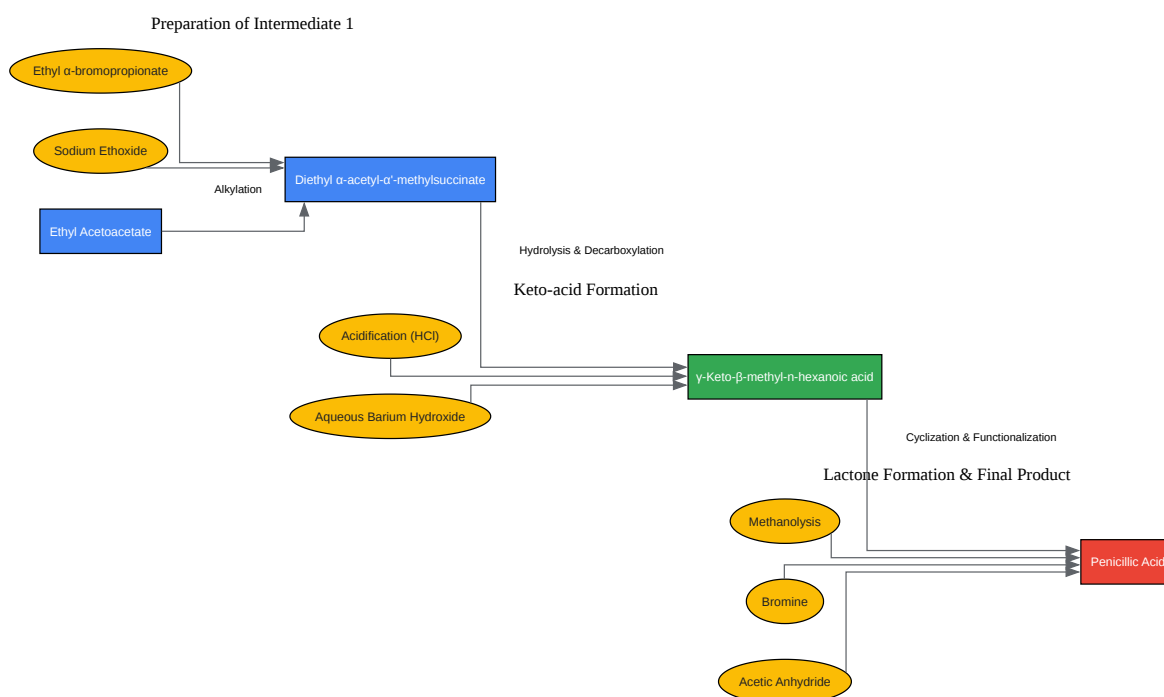 Preparation of Intermediate 1
Ethyl α-bromopropionate
Sodium Ethoxide
Diethyl α-acetyl-α'-methylsuccinate
Alkylation
Ethyl Acetoacetate
Hydrolysis & Decarboxylation
Keto-acid Formation
Acidification (HCl)
γ-Keto-β-methyl-n-hexanoic acid
Aqueous Barium Hydroxide
Cyclization & Functionalization
Lactone Formation & Final Product
Methanolysis
Penicillic Acid
Bromine
Acetic Anhydride